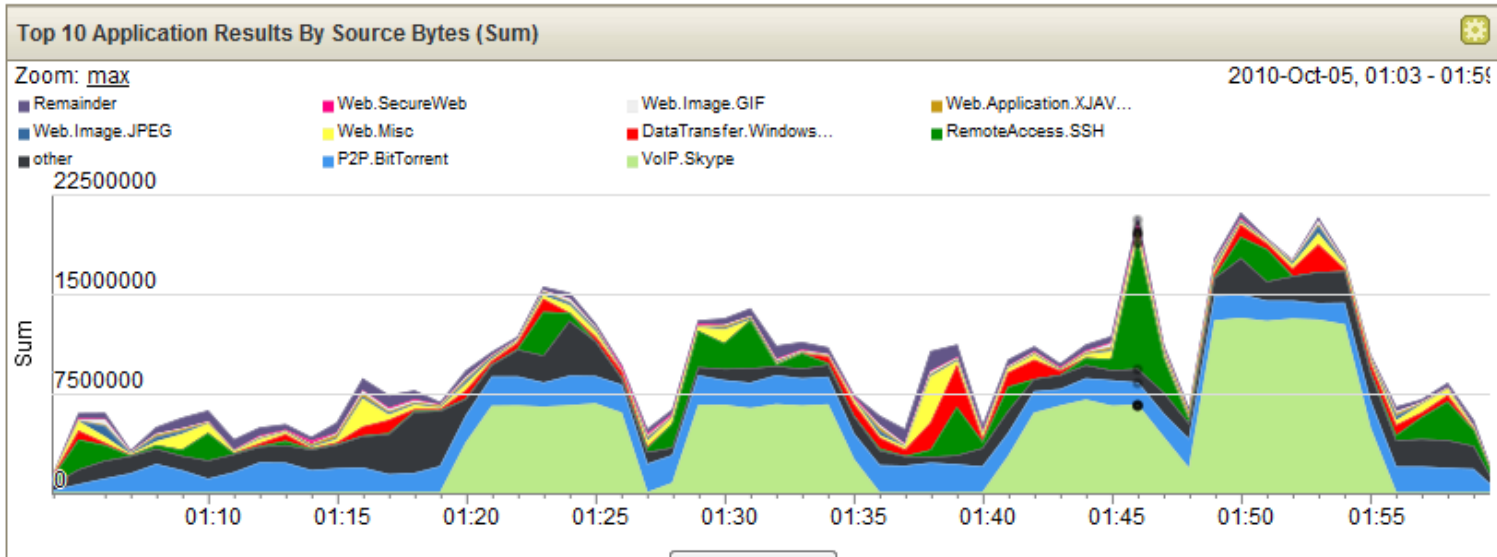 Top 10 Application Results By Source Bytes (Sum)
Zoom: max
2010-Oct-05, 01:03 - 01:59
Remainder Web.SecureWeb Web.Image.GIF Web.Application.XJAV...
Web.Image.JPEG Web.Misc DataTransfer.Windows... RemoteAccess.SSH
other P2P.BitTorrent VoIP.Skype
22500000
15000000
Sum
7500000
0
01:10 01:15 01:20 01:25 01:30 01:35 01:40 01:45 01:50 01:55